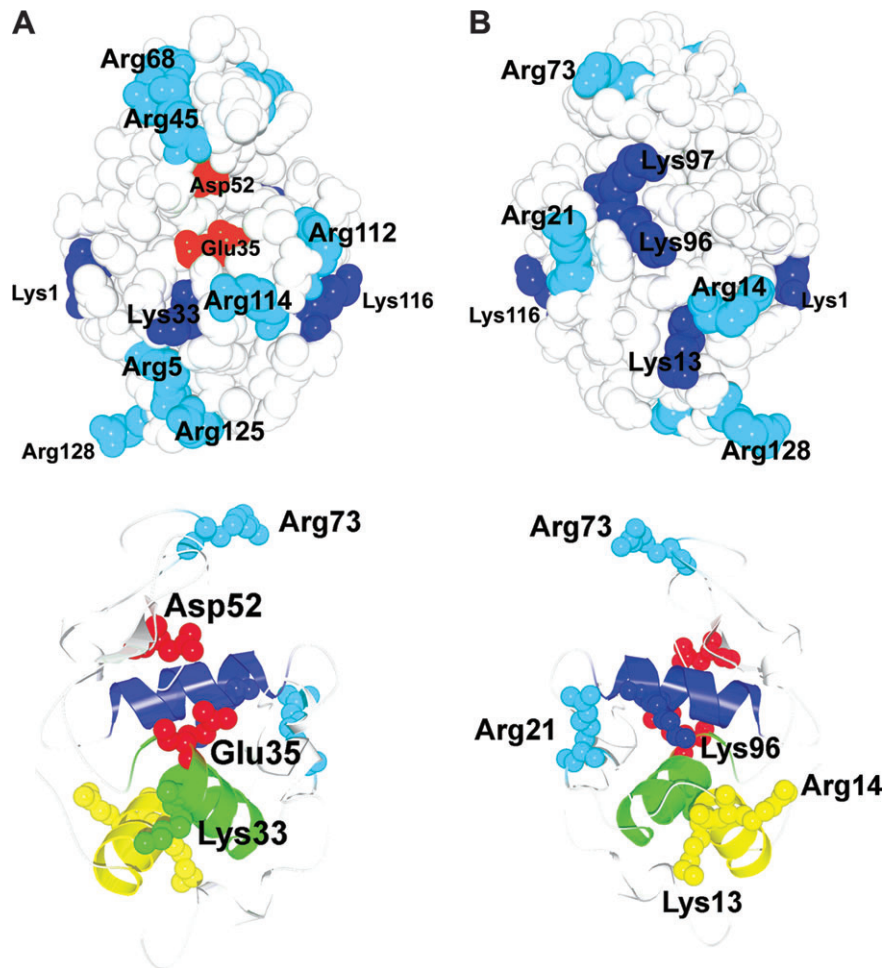 A
B
Arg68
Arg73
Arg45
Lys97
Asp52
Arg21
Arg112
Glu35
Lys96
Lys1
Arg114
Lys116
Arg14
Lys33
Lys116
Lys1
Arg5
Lys13
Arg125
Arg128
Arg128
Arg73
Arg73
Asp52
Arg21
Glu35
Lys96
Arg14
Lys33
Lys13